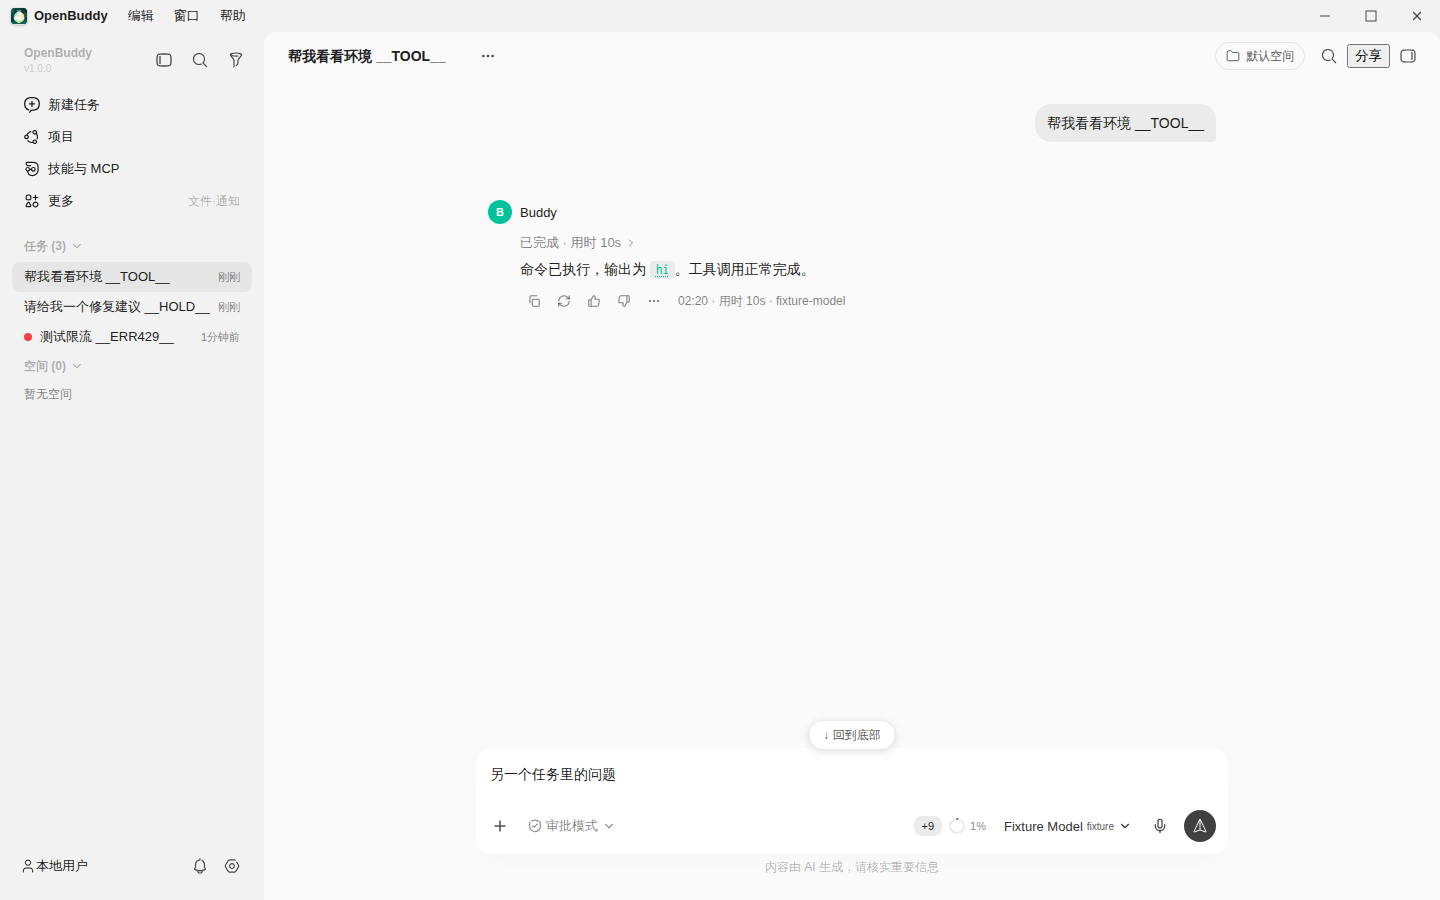 OpenBuddy 编辑 窗口 帮助
OpenBuddy
v1.0.0
新建任务
项目
技能与 MCP
更多 文件·通知
任务 (3)
帮我看看环境 __TOOL__ 刚刚
请给我一个修复建议 __HOLD__ 刚刚
测试限流 __ERR429__ 1分钟前
空间 (0)
暂无空间
本地用户
帮我看看环境 __TOOL__ 默认空间 分享
帮我看看环境 __TOOL__
B Buddy
已完成 · 用时 10s
命令已执行，输出为 hi。工具调用正常完成。
02:20 · 用时 10s · fixture-model
↓ 回到底部
另一个任务里的问题
审批模式 +9 1% Fixture Model fixture
内容由 AI 生成，请核实重要信息